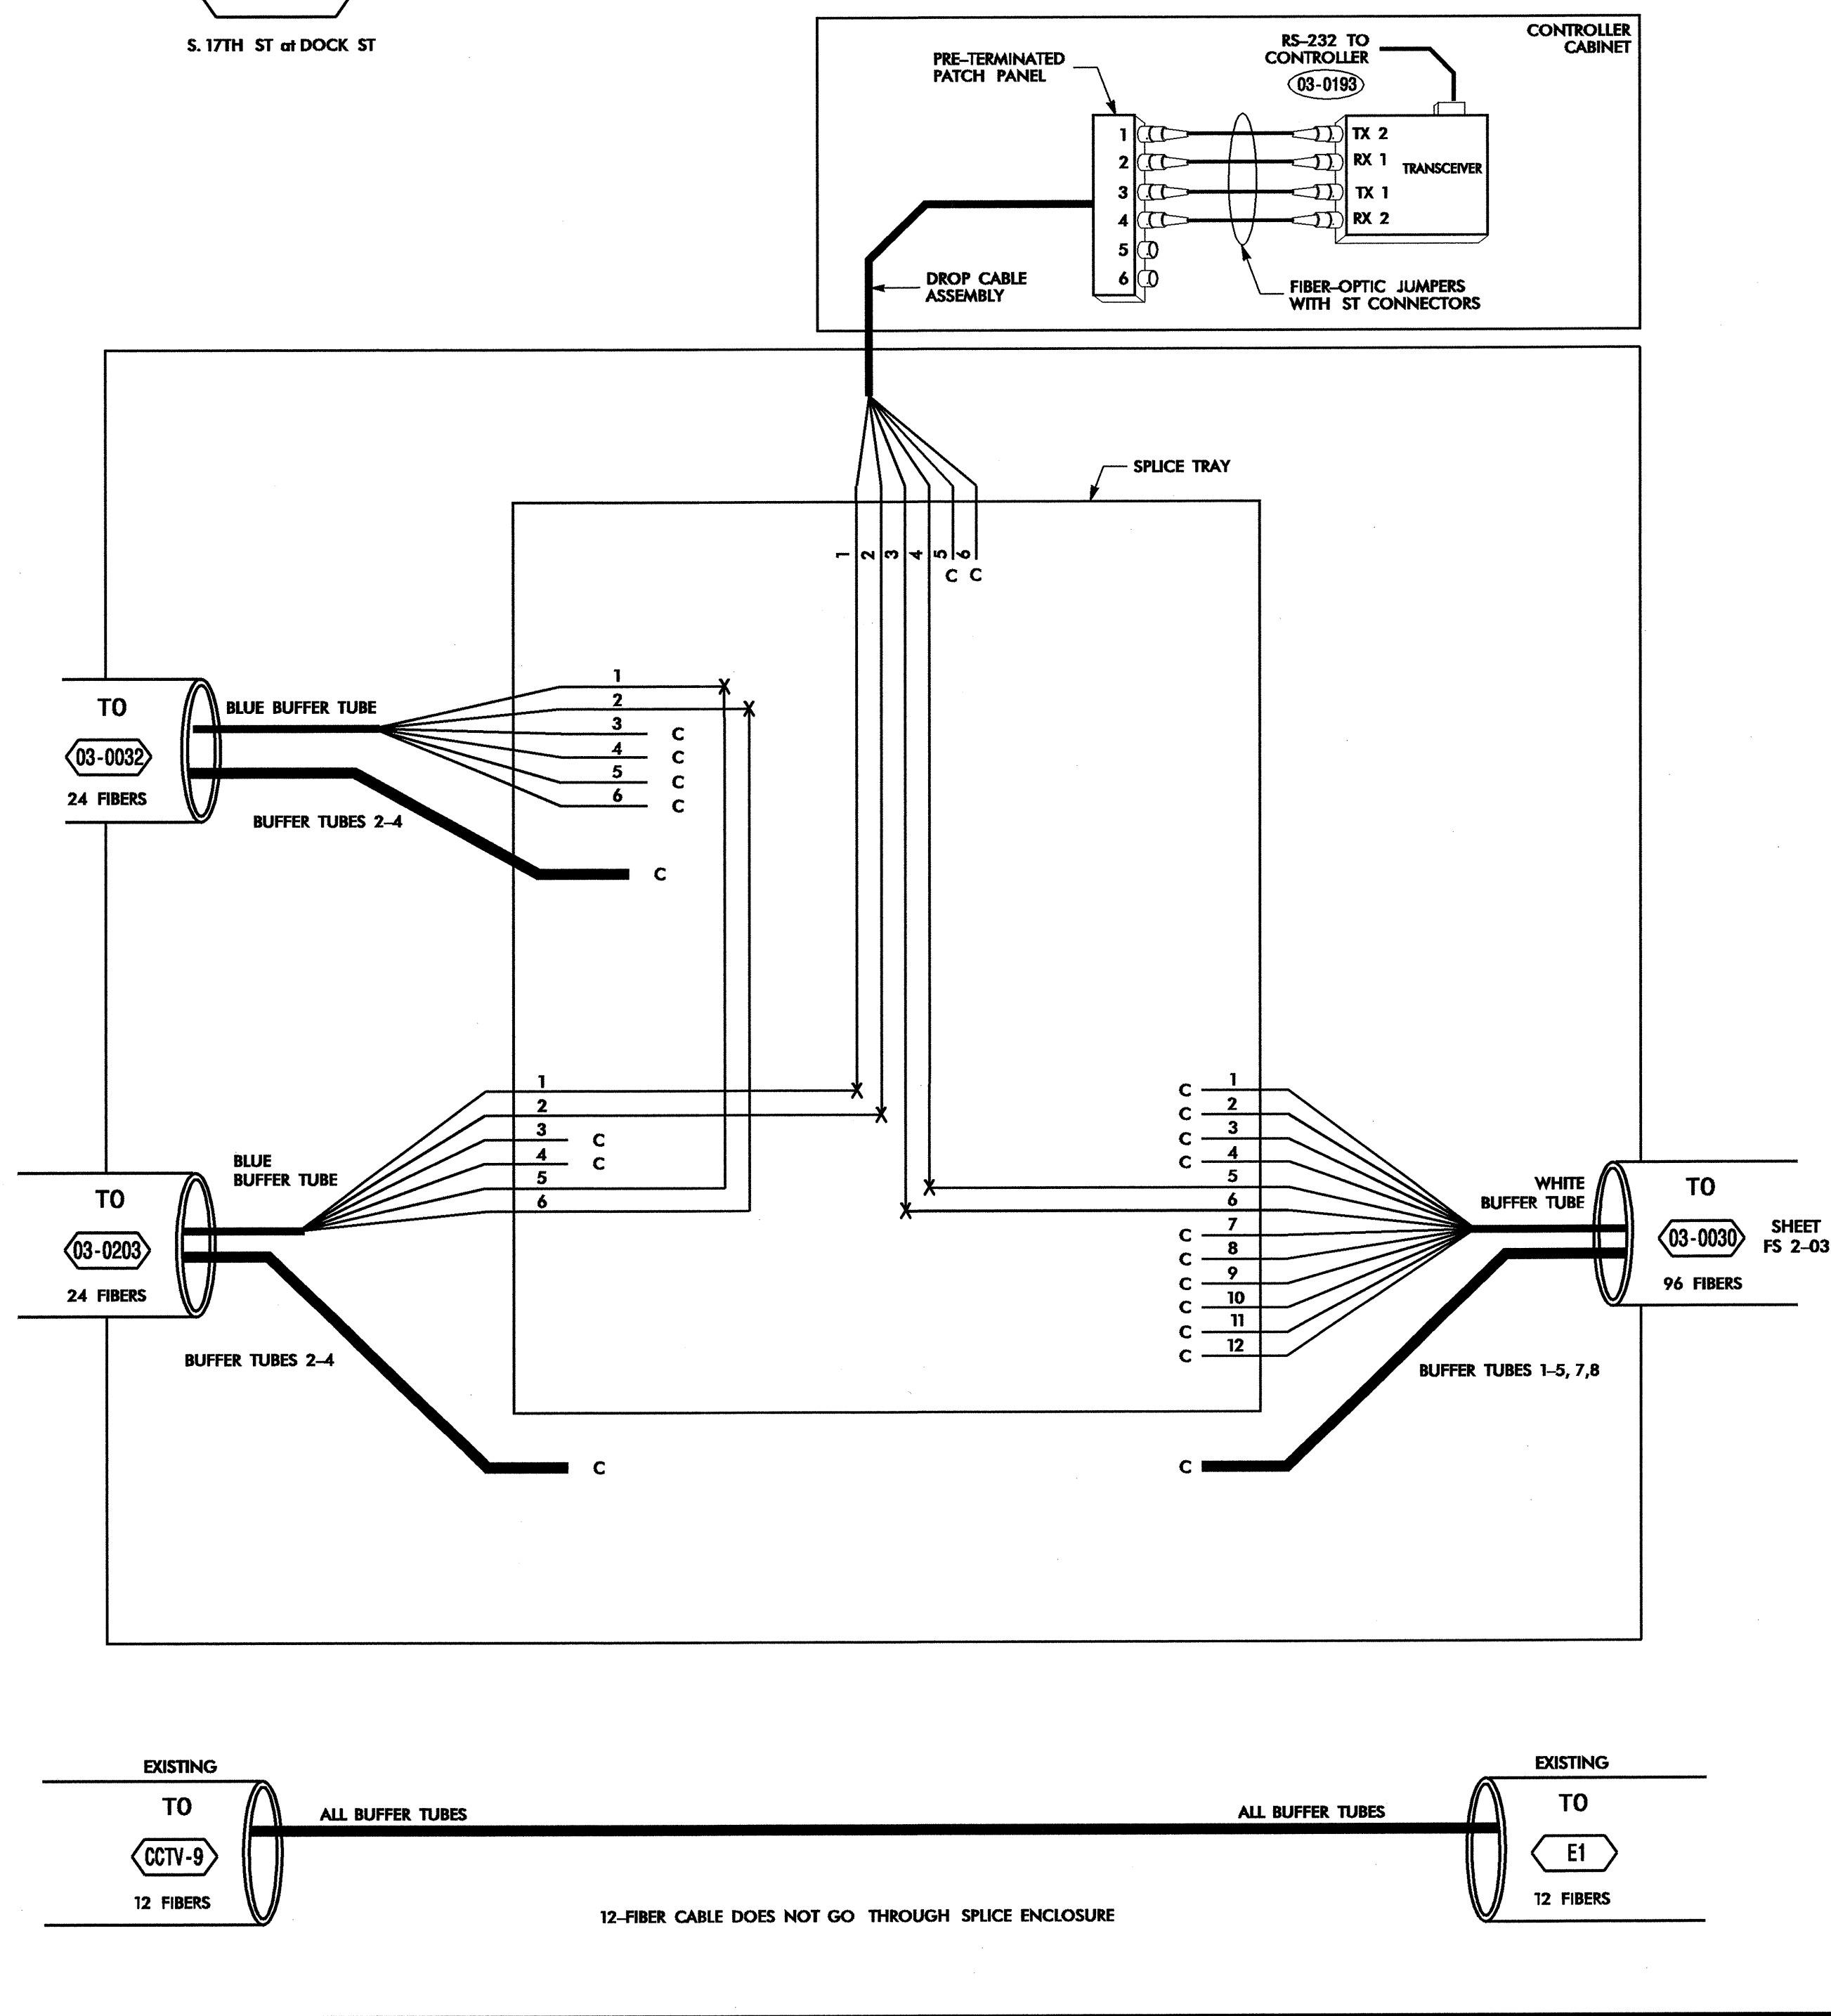 S. 17TH ST at DOCK ST
CONTROLLER
CABINET
RS-232 TO
CONTROLLER
03-0193
PRE-TERMINATED
PATCH PANEL
1
2
3
4
5
6
TX 2
RX 1
TX 1
RX 2
TRANSCEIVER
DROP CABLE
ASSEMBLY
FIBER-OPTIC JUMPERS
WITH ST CONNECTORS
SPLICE TRAY
1
2
3
4
5
6
C C
TO
03-0032
24 FIBERS
BLUE BUFFER TUBE
BUFFER TUBES 2-4
1
2
3 C
4 C
5 C
6 C
C
TO
03-0203
24 FIBERS
BLUE
BUFFER TUBE
BUFFER TUBES 2-4
1
2
3 C
4 C
5
6
C
C 1
C 2
C 3
C 4
5
6
C 7
C 8
C 9
C 10
C 11
C 12
WHITE
BUFFER TUBE
BUFFER TUBES 1-5, 7,8
C
TO
03-0030
96 FIBERS
SHEET
FS 2-03
EXISTING
TO
CCTV-9
12 FIBERS
ALL BUFFER TUBES
ALL BUFFER TUBES
12-FIBER CABLE DOES NOT GO THROUGH SPLICE ENCLOSURE
EXISTING
TO
E1
12 FIBERS